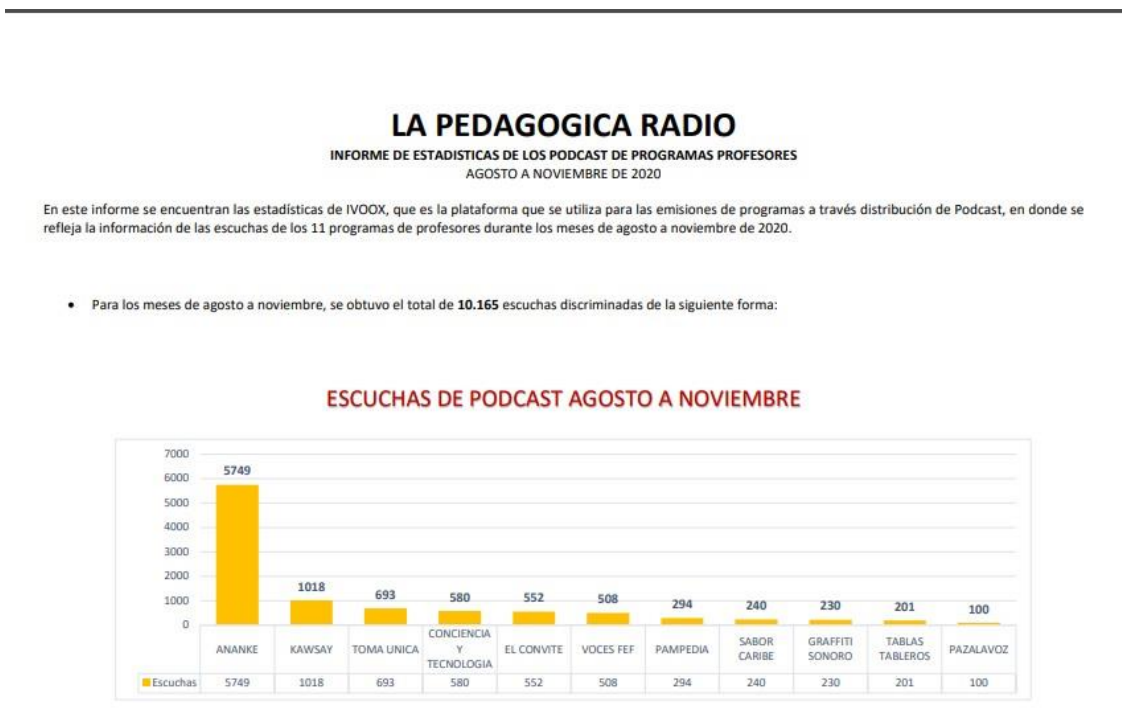 LA PEDAGOGICA RADIO
INFORME DE ESTADISTICAS DE LOS PODCAST DE PROGRAMAS PROFESORES
AGOSTO A NOVIEMBRE DE 2020
En este informe se encuentran las estadísticas de IVOOX, que es la plataforma que se utiliza para las emisiones de programas a través distribución de Podcast, en donde se
refleja la información de las escuchas de los 11 programas de profesores durante los meses de agosto a noviembre de 2020.
• Para los meses de agosto a noviembre, se obtuvo el total de 10.165 escuchas discriminadas de la siguiente forma:
ESCUCHAS DE PODCAST AGOSTO A NOVIEMBRE
7000
6000
5000
4000
3000
2000
1000
0
5749 1018 693 580 552 508 294 240 230 201 100
ANANKE KAWSAY TOMA UNICA CONCIENCIA Y TECNOLOGIA EL CONVITE VOCES FEF PAMPEDIA SABOR CARIBE GRAFFITI SONORO TABLAS TABLEROS PAZALAVOZ
Escuchas 5749 1018 693 580 552 508 294 240 230 201 100